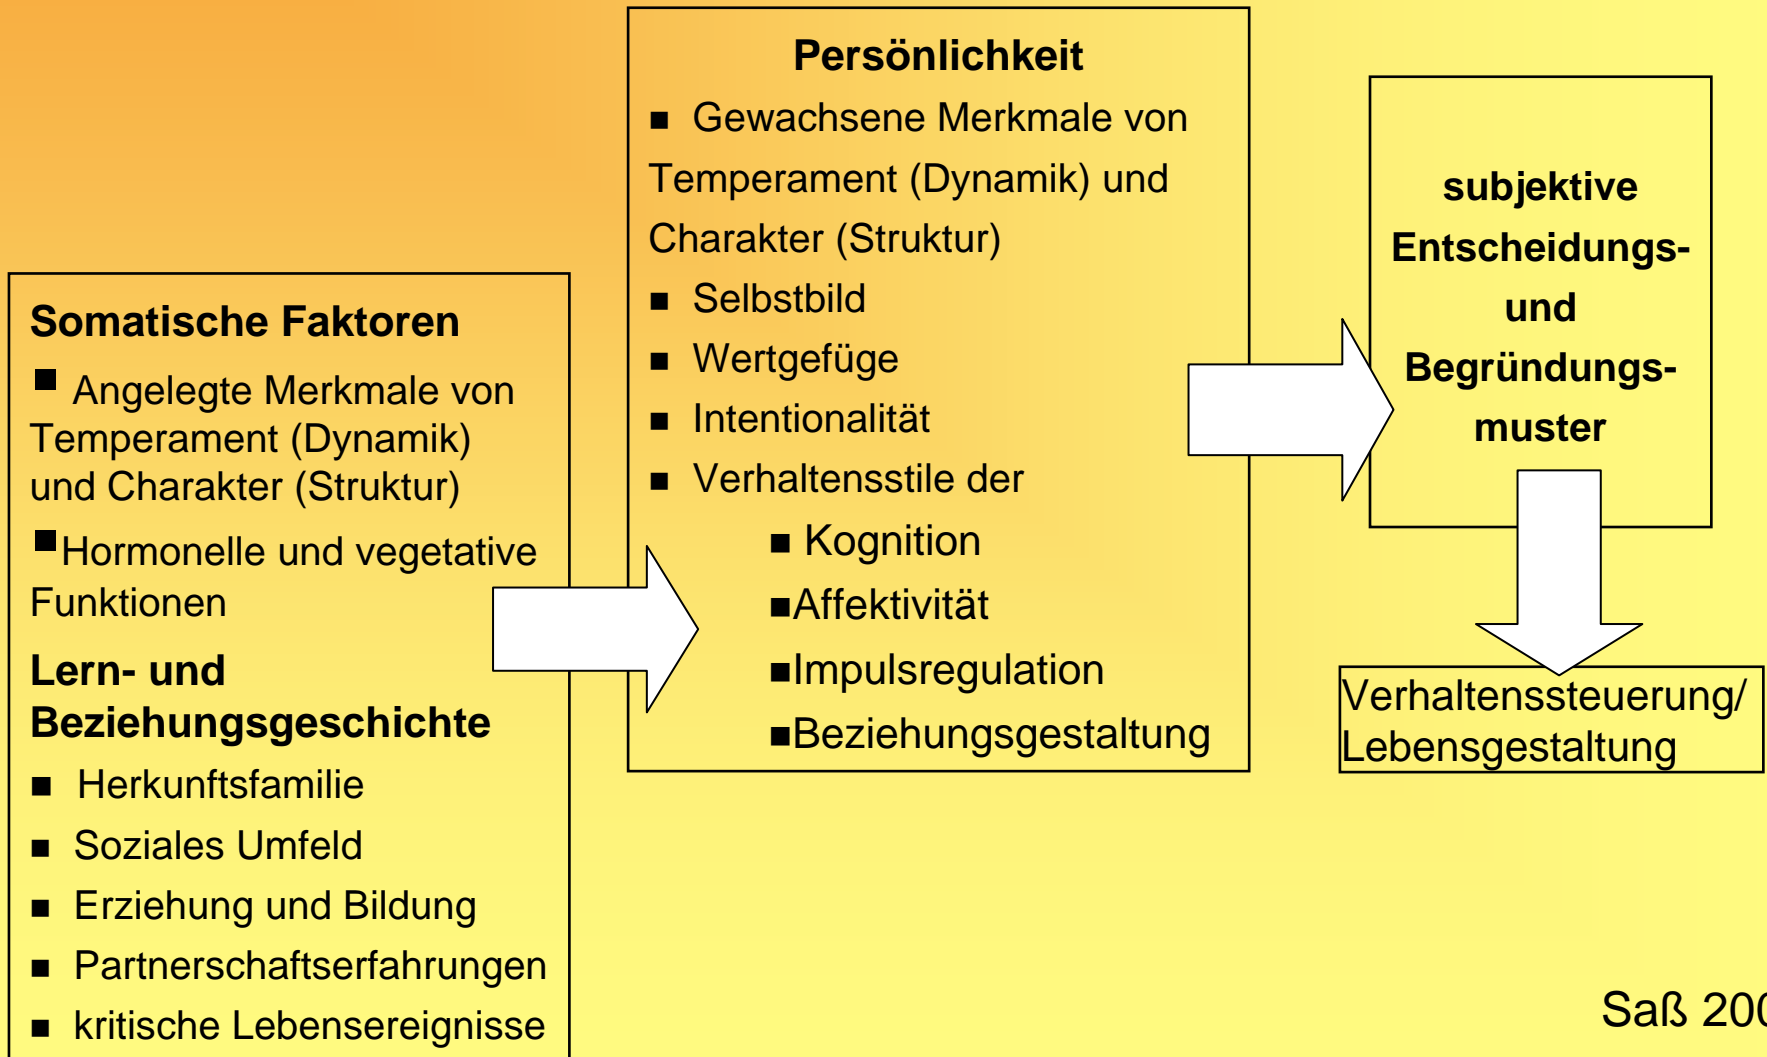 Somatische Faktoren
■ Angelegte Merkmale von
Temperament (Dynamik)
und Charakter (Struktur)
■Hormonelle und vegetative
Funktionen
Lern- und
Beziehungsgeschichte
■ Herkunftsfamilie
■ Soziales Umfeld
■ Erziehung und Bildung
■ Partnerschaftserfahrungen
■ kritische Lebensereignisse
Persönlichkeit
■ Gewachsene Merkmale von
Temperament (Dynamik) und
Charakter (Struktur)
■ Selbstbild
■ Wertgefüge
■ Intentionalität
■ Verhaltensstile der
■ Kognition
■Affektivität
■Impulsregulation
■Beziehungsgestaltung
subjektive
Entscheidungs-
und
Begründungs-
muster
Verhaltenssteuerung/
Lebensgestaltung
Saß